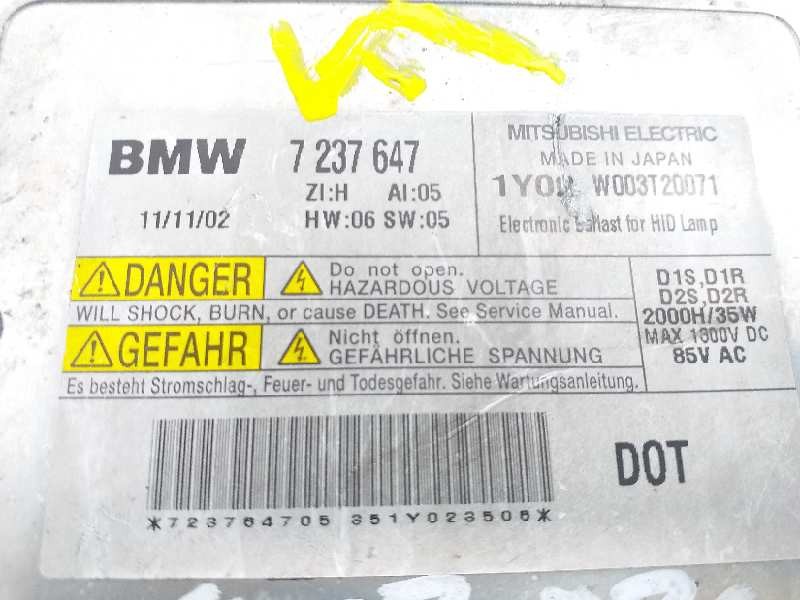 BMW 7 237 647
ZI:H AI:05
11/11/02 HW:06 SW:05
MITSUBISHI ELECTRIC
MADE IN JAPAN
W003T20071
Electronic Ballast for HID Lamp
DANGER
Do not open.
HAZARDOUS VOLTAGE
WILL SHOCK, BURN, or cause DEATH. See Service Manual.
GEFAHR
Nicht öffnen.
GEFÄHRLICHE SPANNUNG
Es besteht Stromschlag-, Feuer- und Todesgefahr. Siehe Wartungsanleitung.
D1S, D1R
D2S, D2R
2000H/35W
MAX 1300V DC
85V AC
*723764705 351Y023506*
DOT